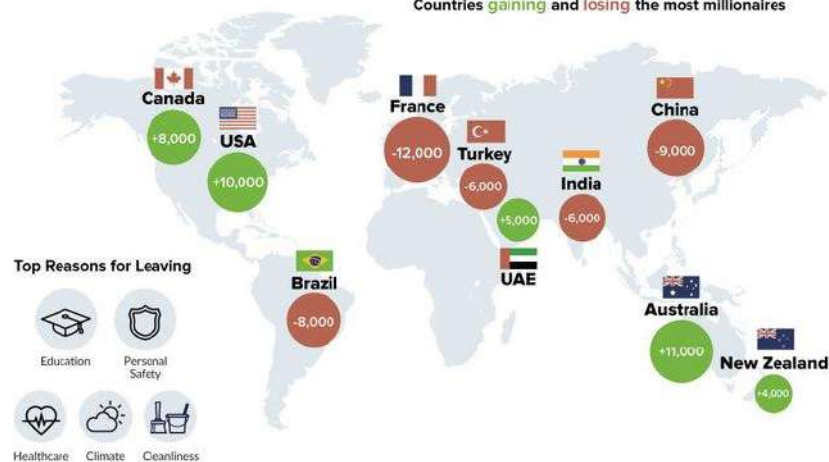 Countries gaining and losing the most millionaires
Canada
+8,000
USA
+10,000
France
-12,000
Turkey
-6,000
+5,000
UAE
India
-6,000
China
-9,000
Brazil
-8,000
Australia
+11,000
New Zealand
+4,000
Top Reasons for Leaving
Education
Personal
Safety
Healthcare
Climate
Cleanliness